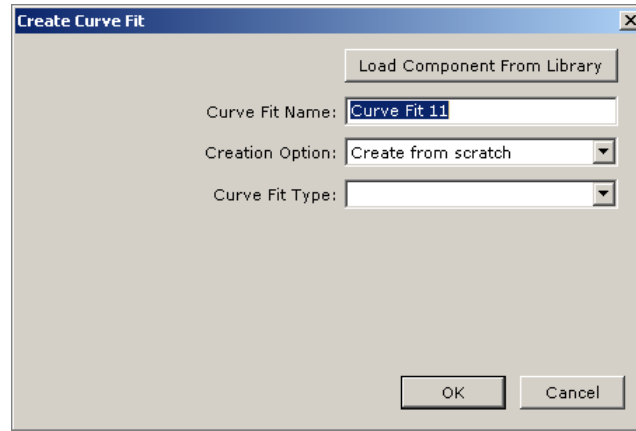 Create Curve Fit
Load Component From Library
Curve Fit Name: Curve Fit 11
Creation Option: Create from scratch
Curve Fit Type:
OK Cancel